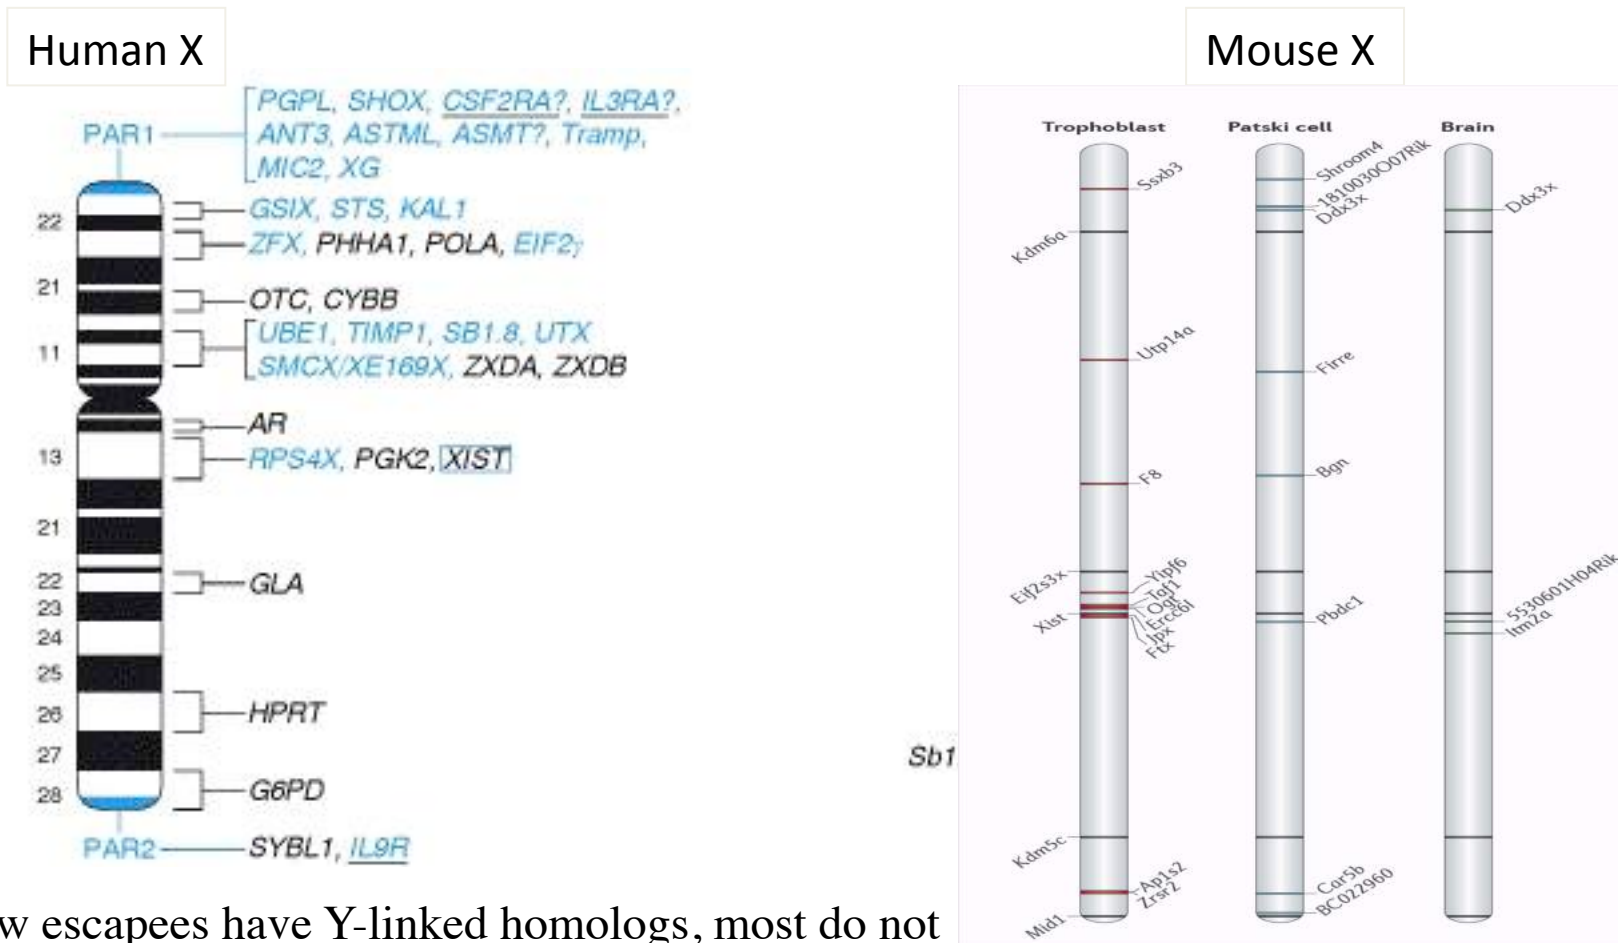 Human X
PAR1
PGPL, SHOX, CSF2RA?, IL3RA?,
ANT3, ASTML, ASMT?, Tramp,
MIC2, XG
GSIX, STS, KAL1
22
ZFX, PHHA1, POLA, EIF2γ
21
OTC, CYBB
UBE1, TIMP1, SB1.8, UTX
11
SMCX/XE169X, ZXDA, ZXDB
AR
13
RPS4X, PGK2, XIST
21
22
GLA
23
24
25
26
HPRT
27
28
G6PD
PAR2
SYBL1, IL9R
Sb1
Mouse X
Trophoblast
Ssxb3
Kdm6a
Utp14a
F8
Eif2s3x
Yipf6
Taf1
Ogt
Ercc6l
Xist
Jpx
Ftx
Kdm5c
Ap1s2
Zrsr2
Mid1
Patski cell
Shroom4
1810030O07Rik
Ddx3x
Firre
Bgn
Pbdc1
Car5b
BC022960
Brain
Ddx3x
5530601H04Rik
Itm2a
w escapees have Y-linked homologs, most do not